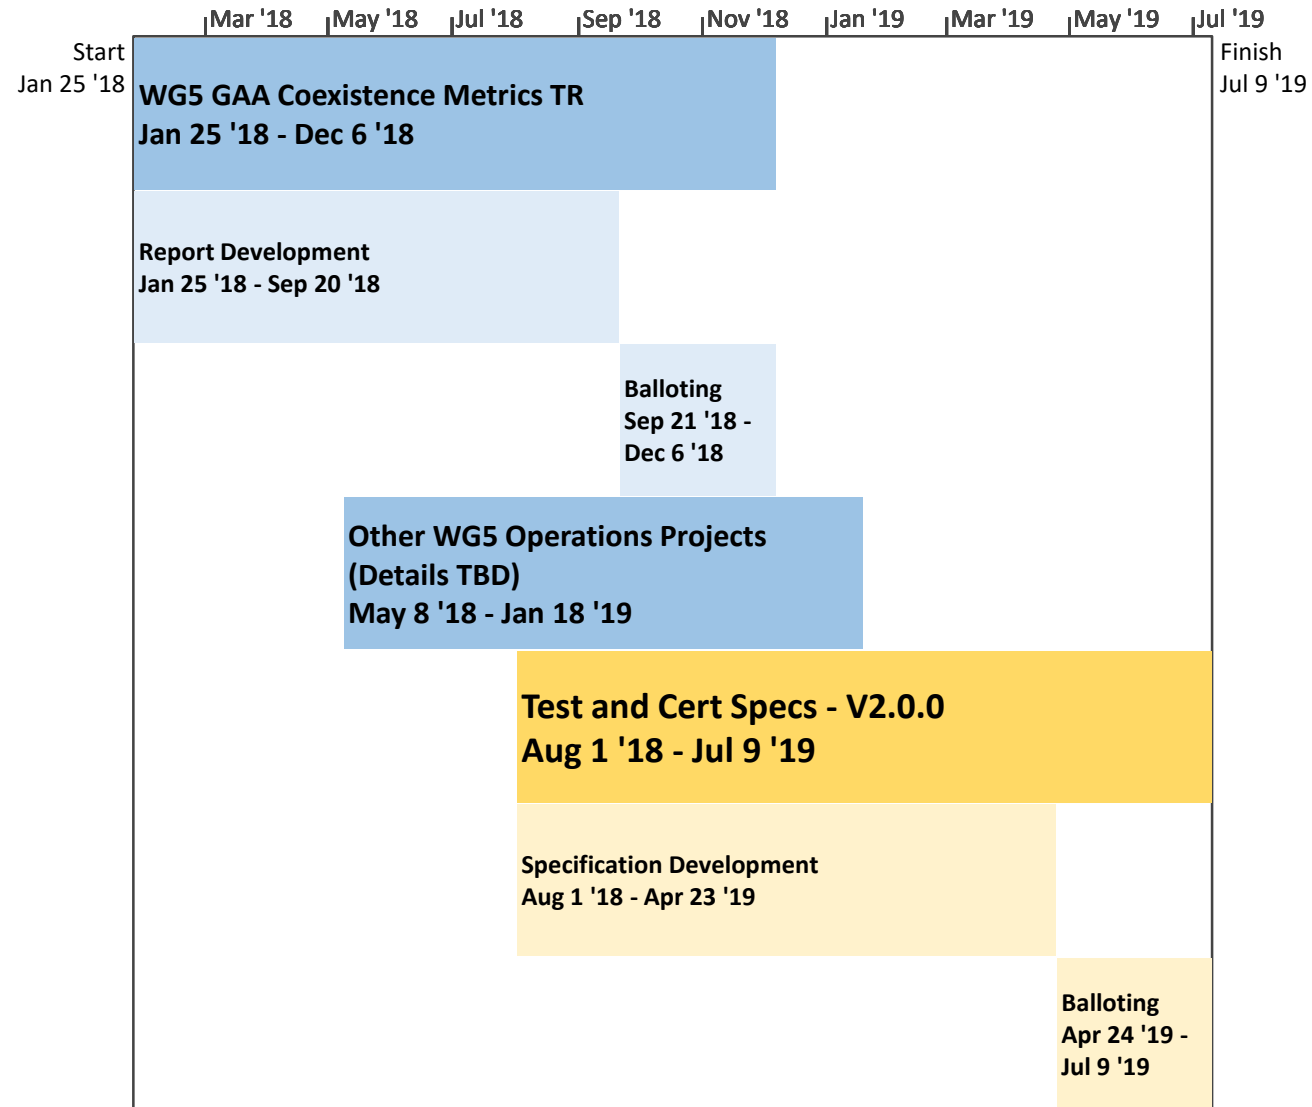 Mar '18 May '18 Jul '18 Sep '18 Nov '18 Jan '19 Mar '19 May '19 Jul '19
Start
Jan 25 '18
Finish
Jul 9 '19
WG5 GAA Coexistence Metrics TR
Jan 25 '18 - Dec 6 '18
Report Development
Jan 25 '18 - Sep 20 '18
Balloting
Sep 21 '18 -
Dec 6 '18
Other WG5 Operations Projects
(Details TBD)
May 8 '18 - Jan 18 '19
Test and Cert Specs - V2.0.0
Aug 1 '18 - Jul 9 '19
Specification Development
Aug 1 '18 - Apr 23 '19
Balloting
Apr 24 '19 -
Jul 9 '19